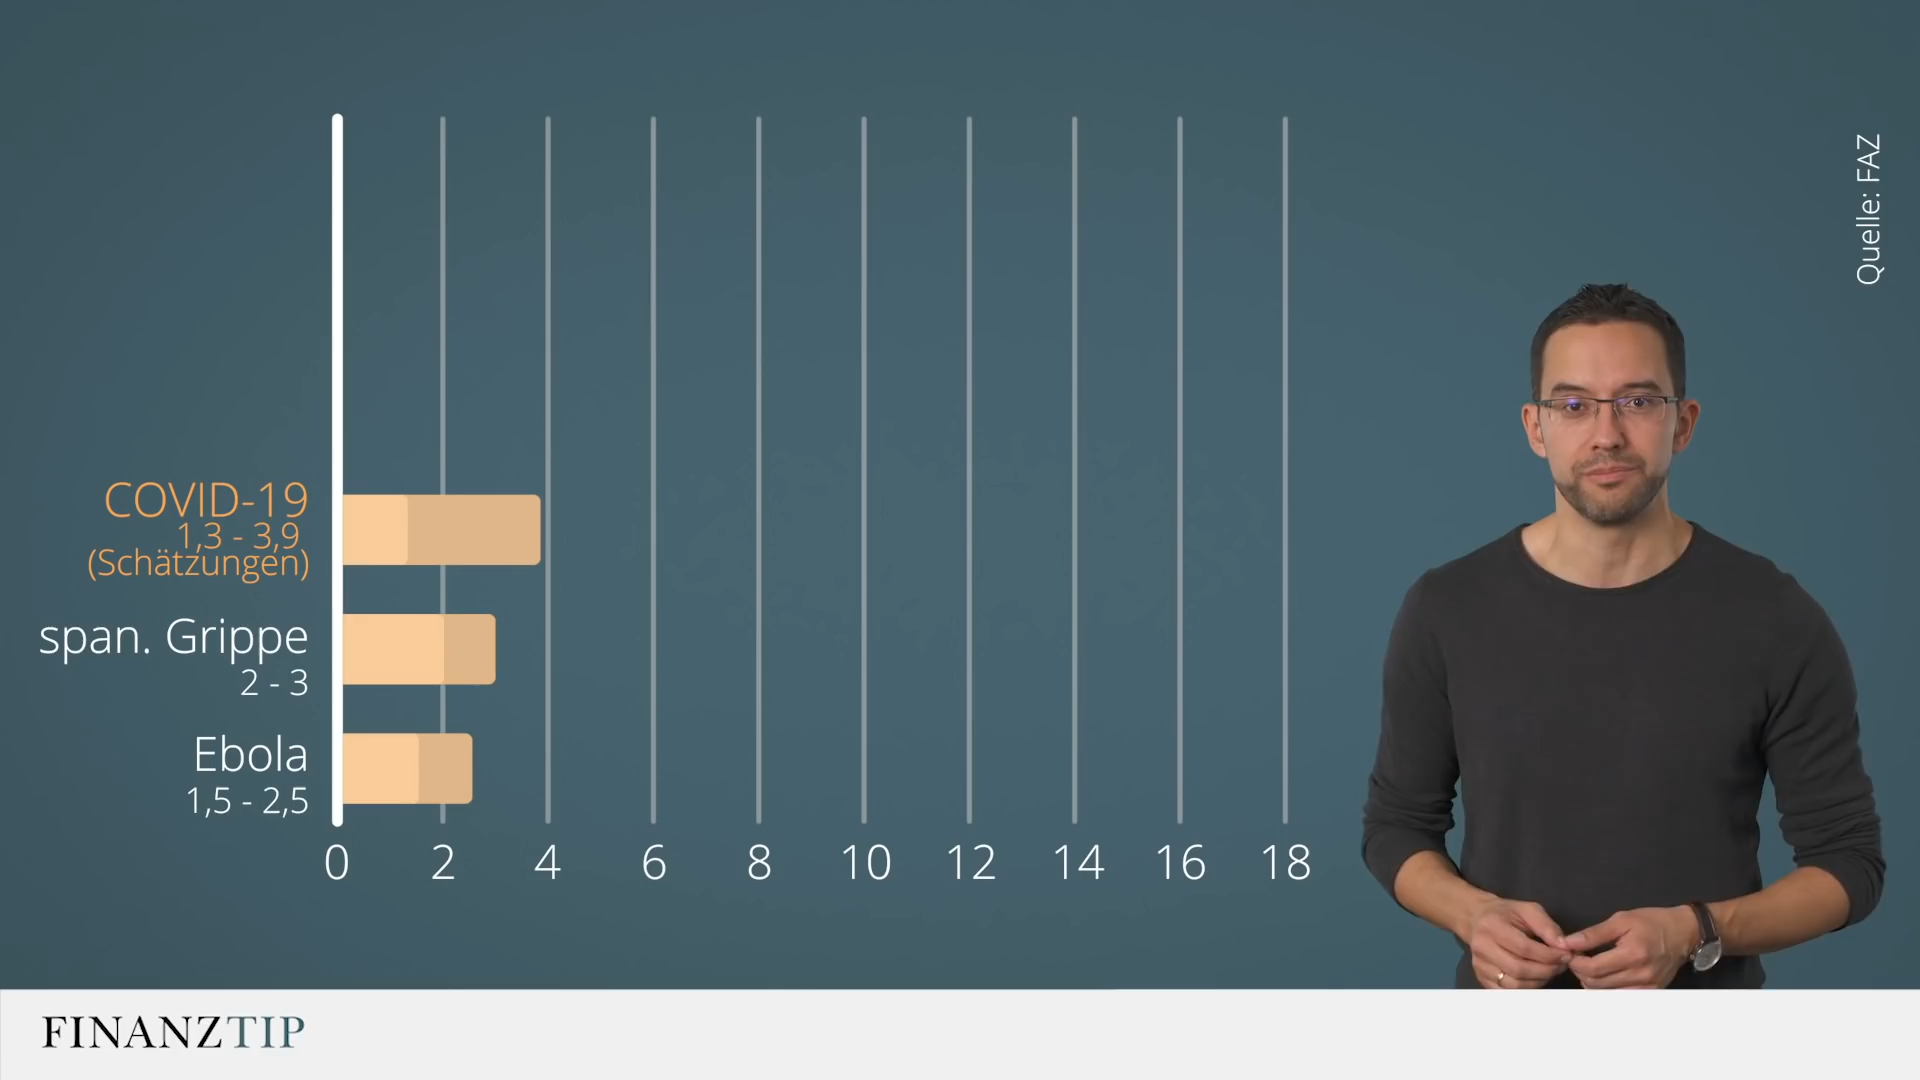 Quelle: FAZ
COVID-19
1,3 - 3,9
(Schätzungen)
span. Grippe
2 - 3
Ebola
1,5 - 2,5
0 2 4 6 8 10 12 14 16 18
FINANZTIP